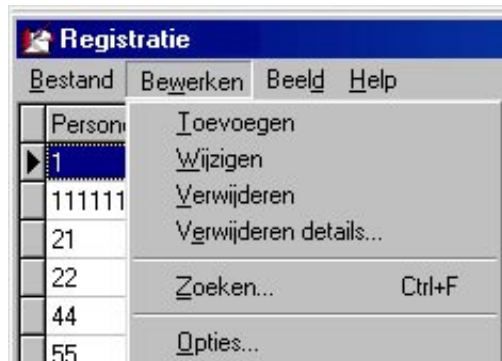 Registratie
Bestand Bewerken Beeld Help
Toevoegen
Wijzigen
Verwijderen
Verwijderen details...
Zoeken... Ctrl+F
Opties...
Person
1
111111
21
22
44
55